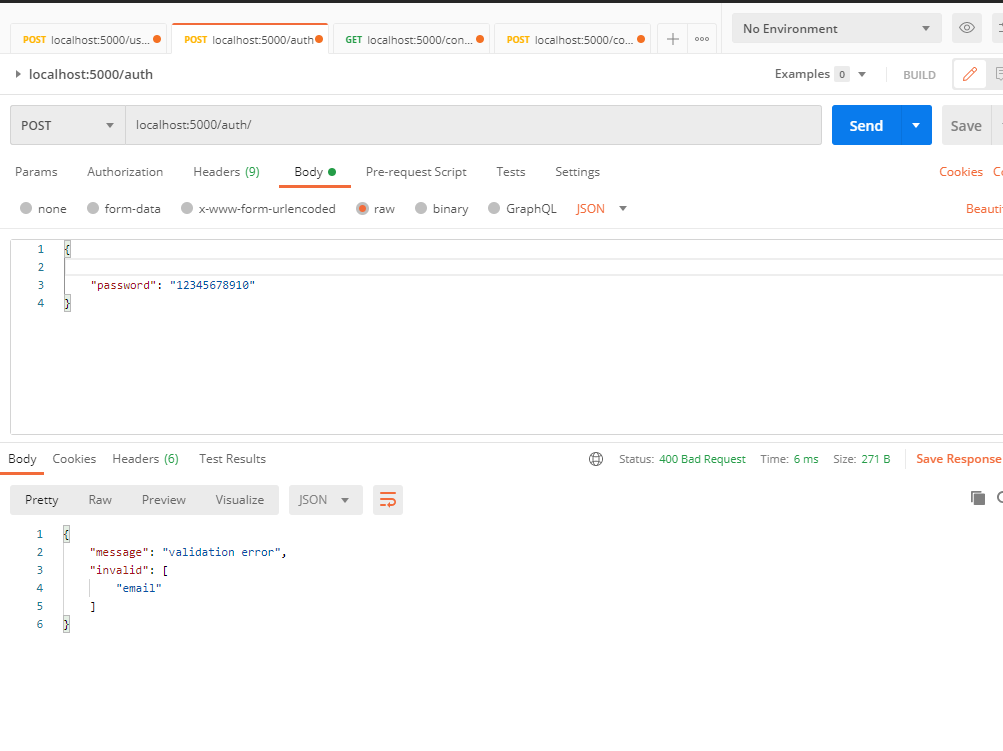 POST localhost:5000/us... POST localhost:5000/auth GET localhost:5000/con... POST localhost:5000/co... No Environment
localhost:5000/auth Examples 0 BUILD
POST localhost:5000/auth/ Send Save
Params Authorization Headers (9) Body Pre-request Script Tests Settings Cookies
none form-data x-www-form-urlencoded raw binary GraphQL JSON Beauti
1 {
2
3 "password": "12345678910"
4 }
Body Cookies Headers (6) Test Results Status: 400 Bad Request Time: 6 ms Size: 271 B Save Response
Pretty Raw Preview Visualize JSON
1 {
2 "message": "validation error",
3 "invalid": [
4 "email"
5 ]
6 }